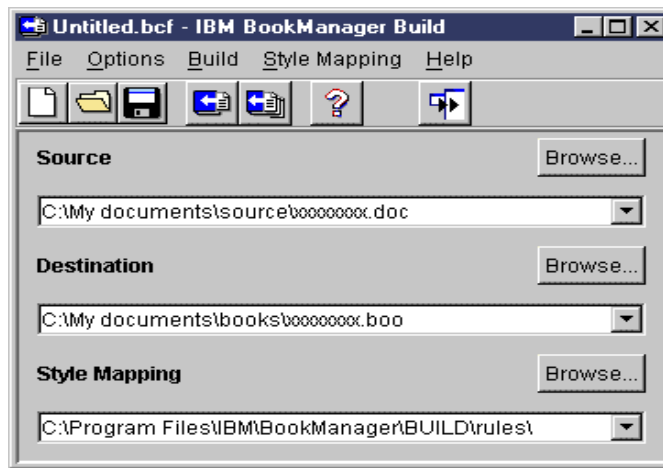 Untitled.bcf - IBM BookManager Build
File Options Build Style Mapping Help
Source Browse...
C:\My documents\source\xxxxxxxx.doc
Destination Browse...
C:\My documents\books\xxxxxxxx.boo
Style Mapping Browse...
C:\Program Files\IBM\BookManager\BUILD\rules\